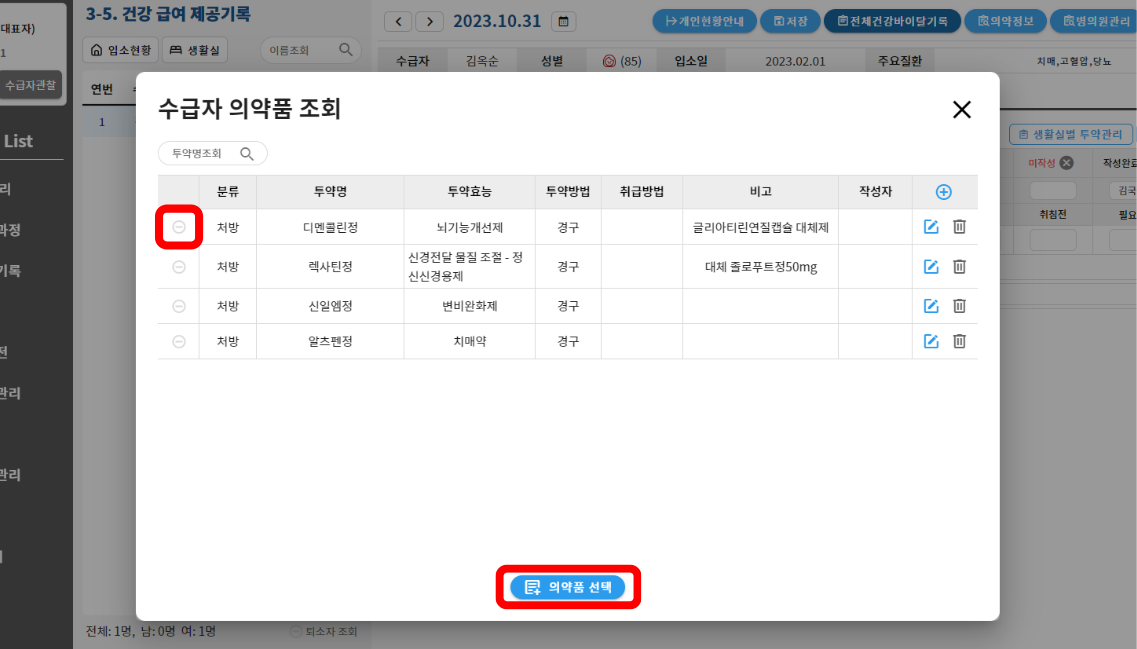 대표자)
1
수급자관찰
List
리
과정
기록
전
관리
관리
3-5. 건강 급여 제공기록
입소현황
생활실
이름조회
연번
1
전체: 1명, 남: 0명 여: 1명
퇴소자 조회
2023.10.31
개인현황안내
저장
전체건강바이탈기록
의약정보
병의원관리
수급자
김옥순
성별
(85)
입소일
2023.02.01
주요질환
치매,고혈압,당뇨
생활실별 투약관리
미작성
작성완료
김국
취침전
필요
수급자 의약품 조회
투약명조회
분류 투약명 투약효능 투약방법 취급방법 비고 작성자
처방 디멘콜린정 뇌기능개선제 경구 글리아티린연질캡슐 대체제
처방 렉사틴정 신경전달 물질 조절 - 정
신신경용제 경구 대체 졸로푸트정50mg
처방 신일엠정 변비완화제 경구
처방 알츠펜정 치매약 경구
의약품 선택